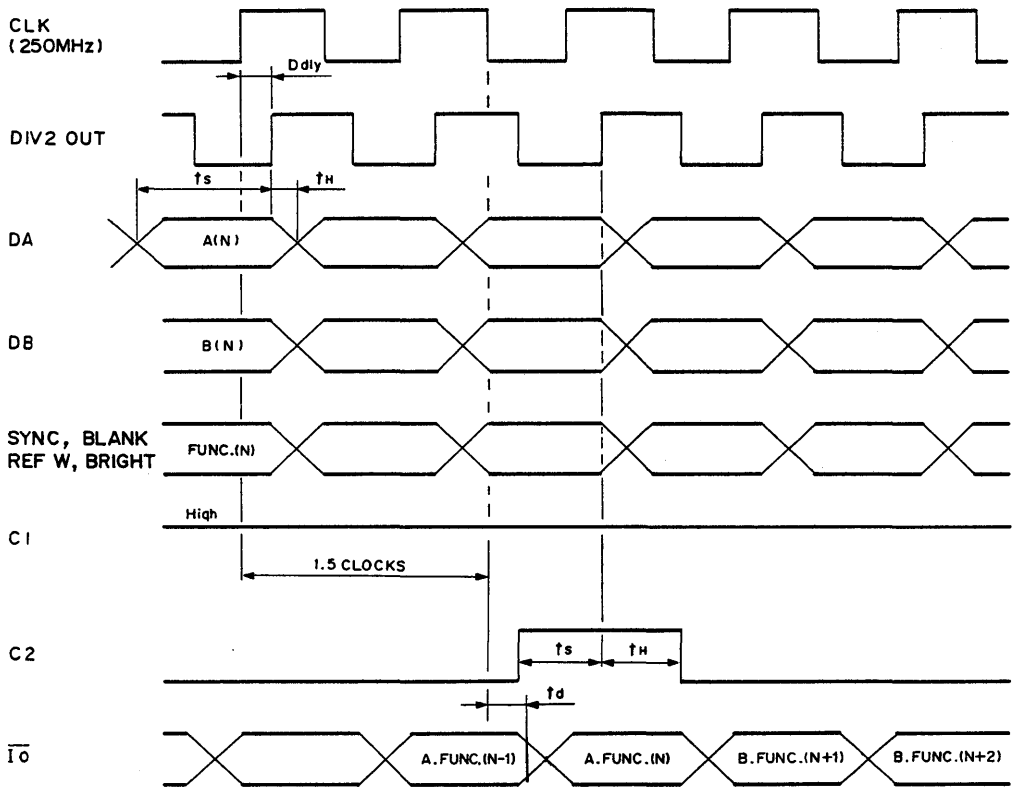 CLK
(250MHz)
Ddly
DIV2 OUT
ts
tH
DA
A(N)
DB
B(N)
SYNC, BLANK
REF W, BRIGHT
FUNC.(N)
High
C1
1.5 CLOCKS
C2
ts
tH
td
IO
A.FUNC.(N-1)
A.FUNC.(N)
B.FUNC.(N+1)
B.FUNC.(N+2)